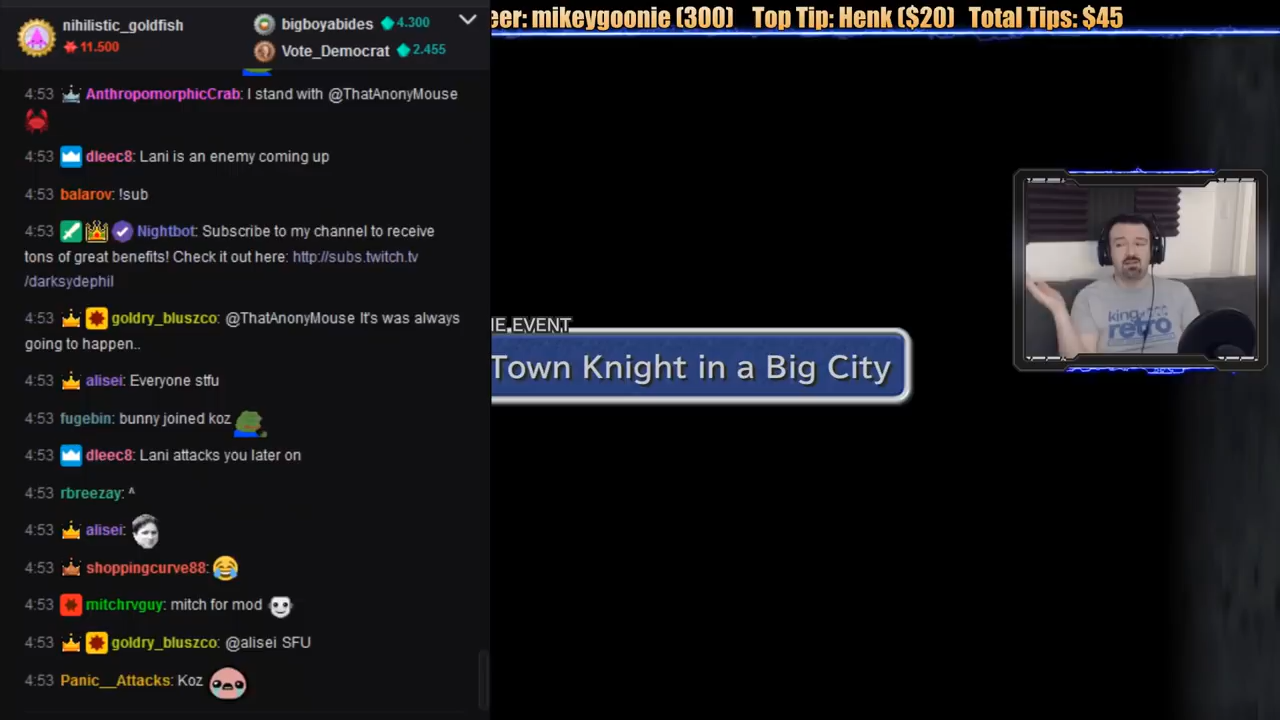 eer: mikeygoonie (300) Top Tip: Henk ($20) Total Tips: $45
nihilistic_goldfish
11.500
bigboyabides 4.300
Vote_Democrat 2.455
4:53 AnthropomorphicCrab: I stand with @ThatAnonyMouse
4:53 dleec8: Lani is an enemy coming up
4:53 balarov: !sub
4:53 Nightbot: Subscribe to my channel to receive
tons of great benefits! Check it out here: http://subs.twitch.tv
/darksydephil
4:53 goldry_bluszco: @ThatAnonyMouse It's was always
going to happen..
4:53 alisei: Everyone stfu
4:53 fugebin: bunny joined koz
4:53 dleec8: Lani attacks you later on
4:53 rbreezay: ^
4:53 alisei:
4:53 shoppingcurve88:
4:53 mitchrvguy: mitch for mod
4:53 goldry_bluszco: @alisei SFU
4:53 Panic__Attacks: Koz
ME EVENT
Town Knight in a Big City
king of
retro